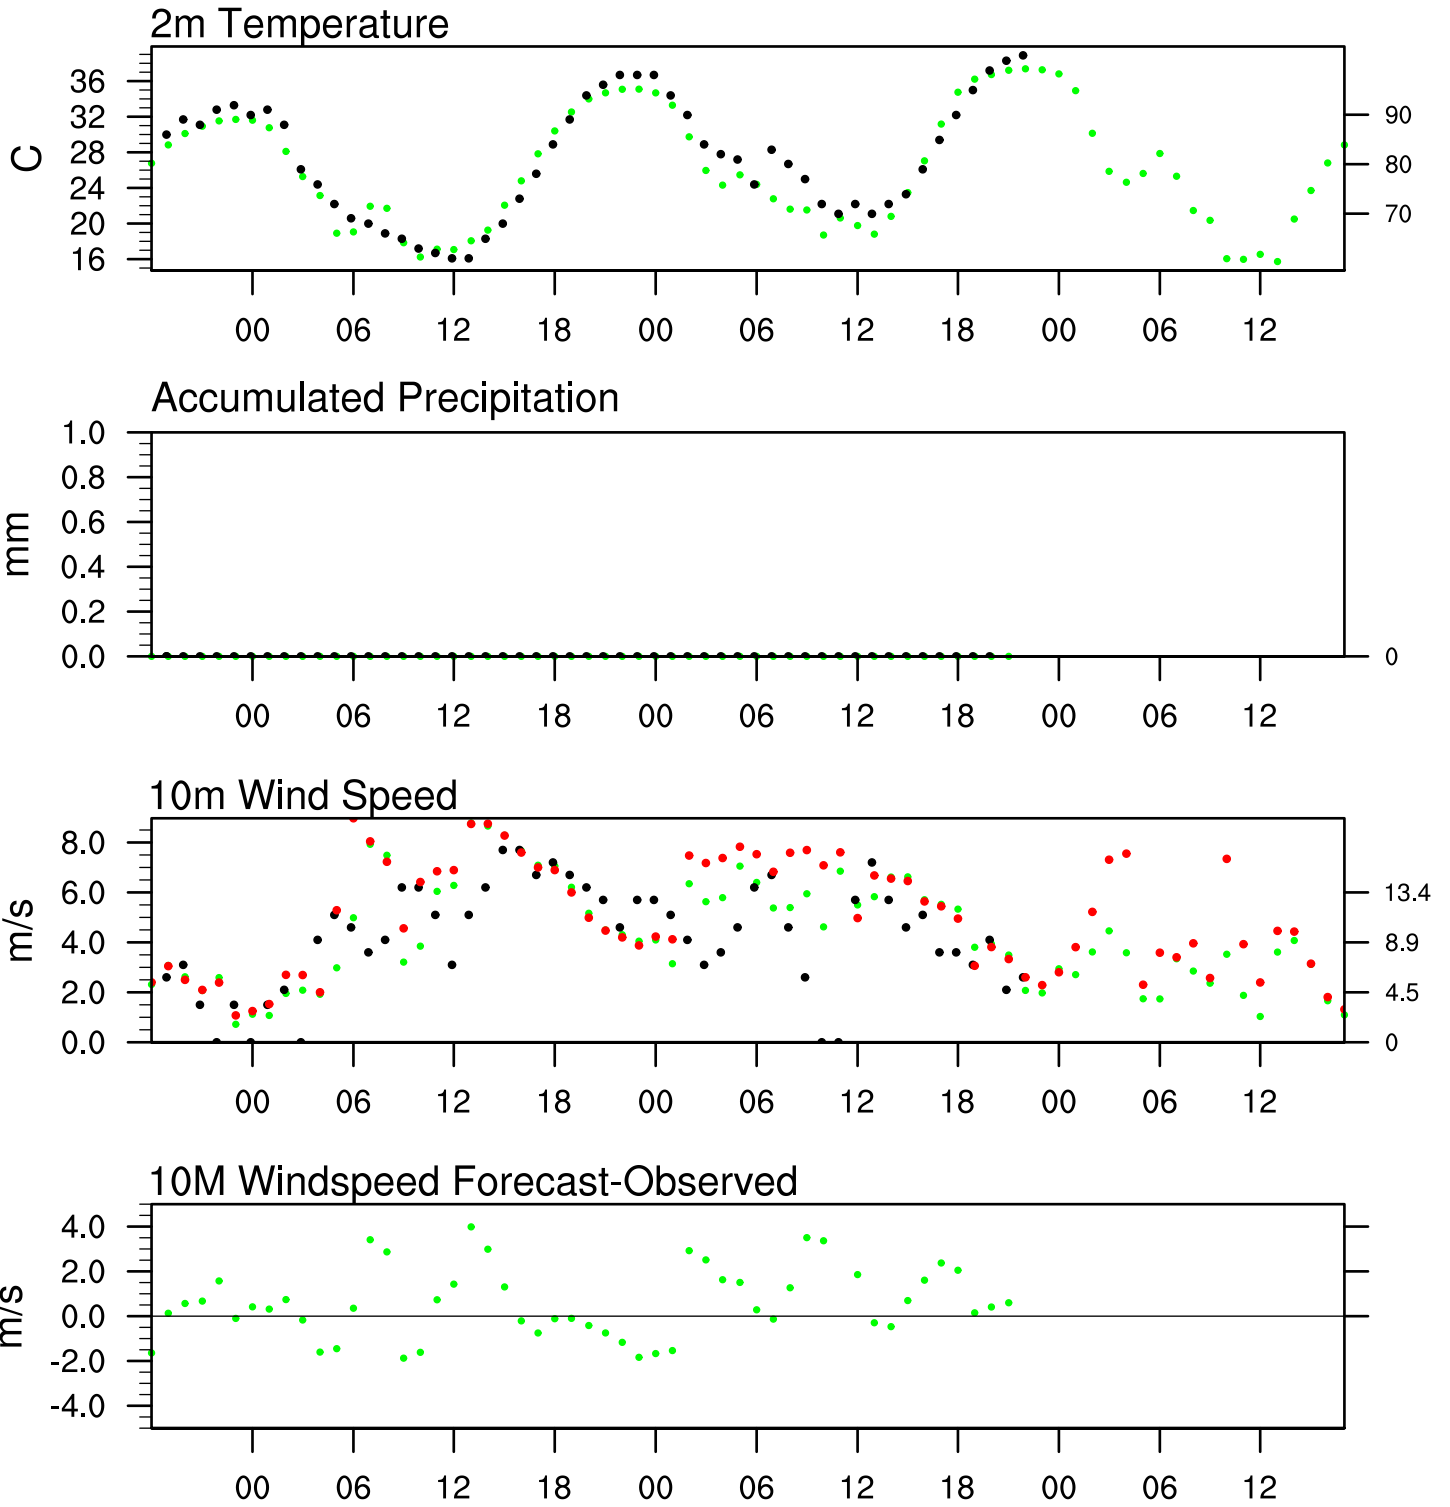 2m Temperature
C
36
32
28
24
20
16
90
80
70
00 06 12 18 00 06 12 18 00 06 12
Accumulated Precipitation
mm
1.0
0.8
0.6
0.4
0.2
0.0
0
00 06 12 18 00 06 12 18 00 06 12
10m Wind Speed
m/s
8.0
6.0
4.0
2.0
0.0
13.4
8.9
4.5
0
00 06 12 18 00 06 12 18 00 06 12
10M Windspeed Forecast-Observed
m/s
4.0
2.0
0.0
-2.0
-4.0
00 06 12 18 00 06 12 18 00 06 12